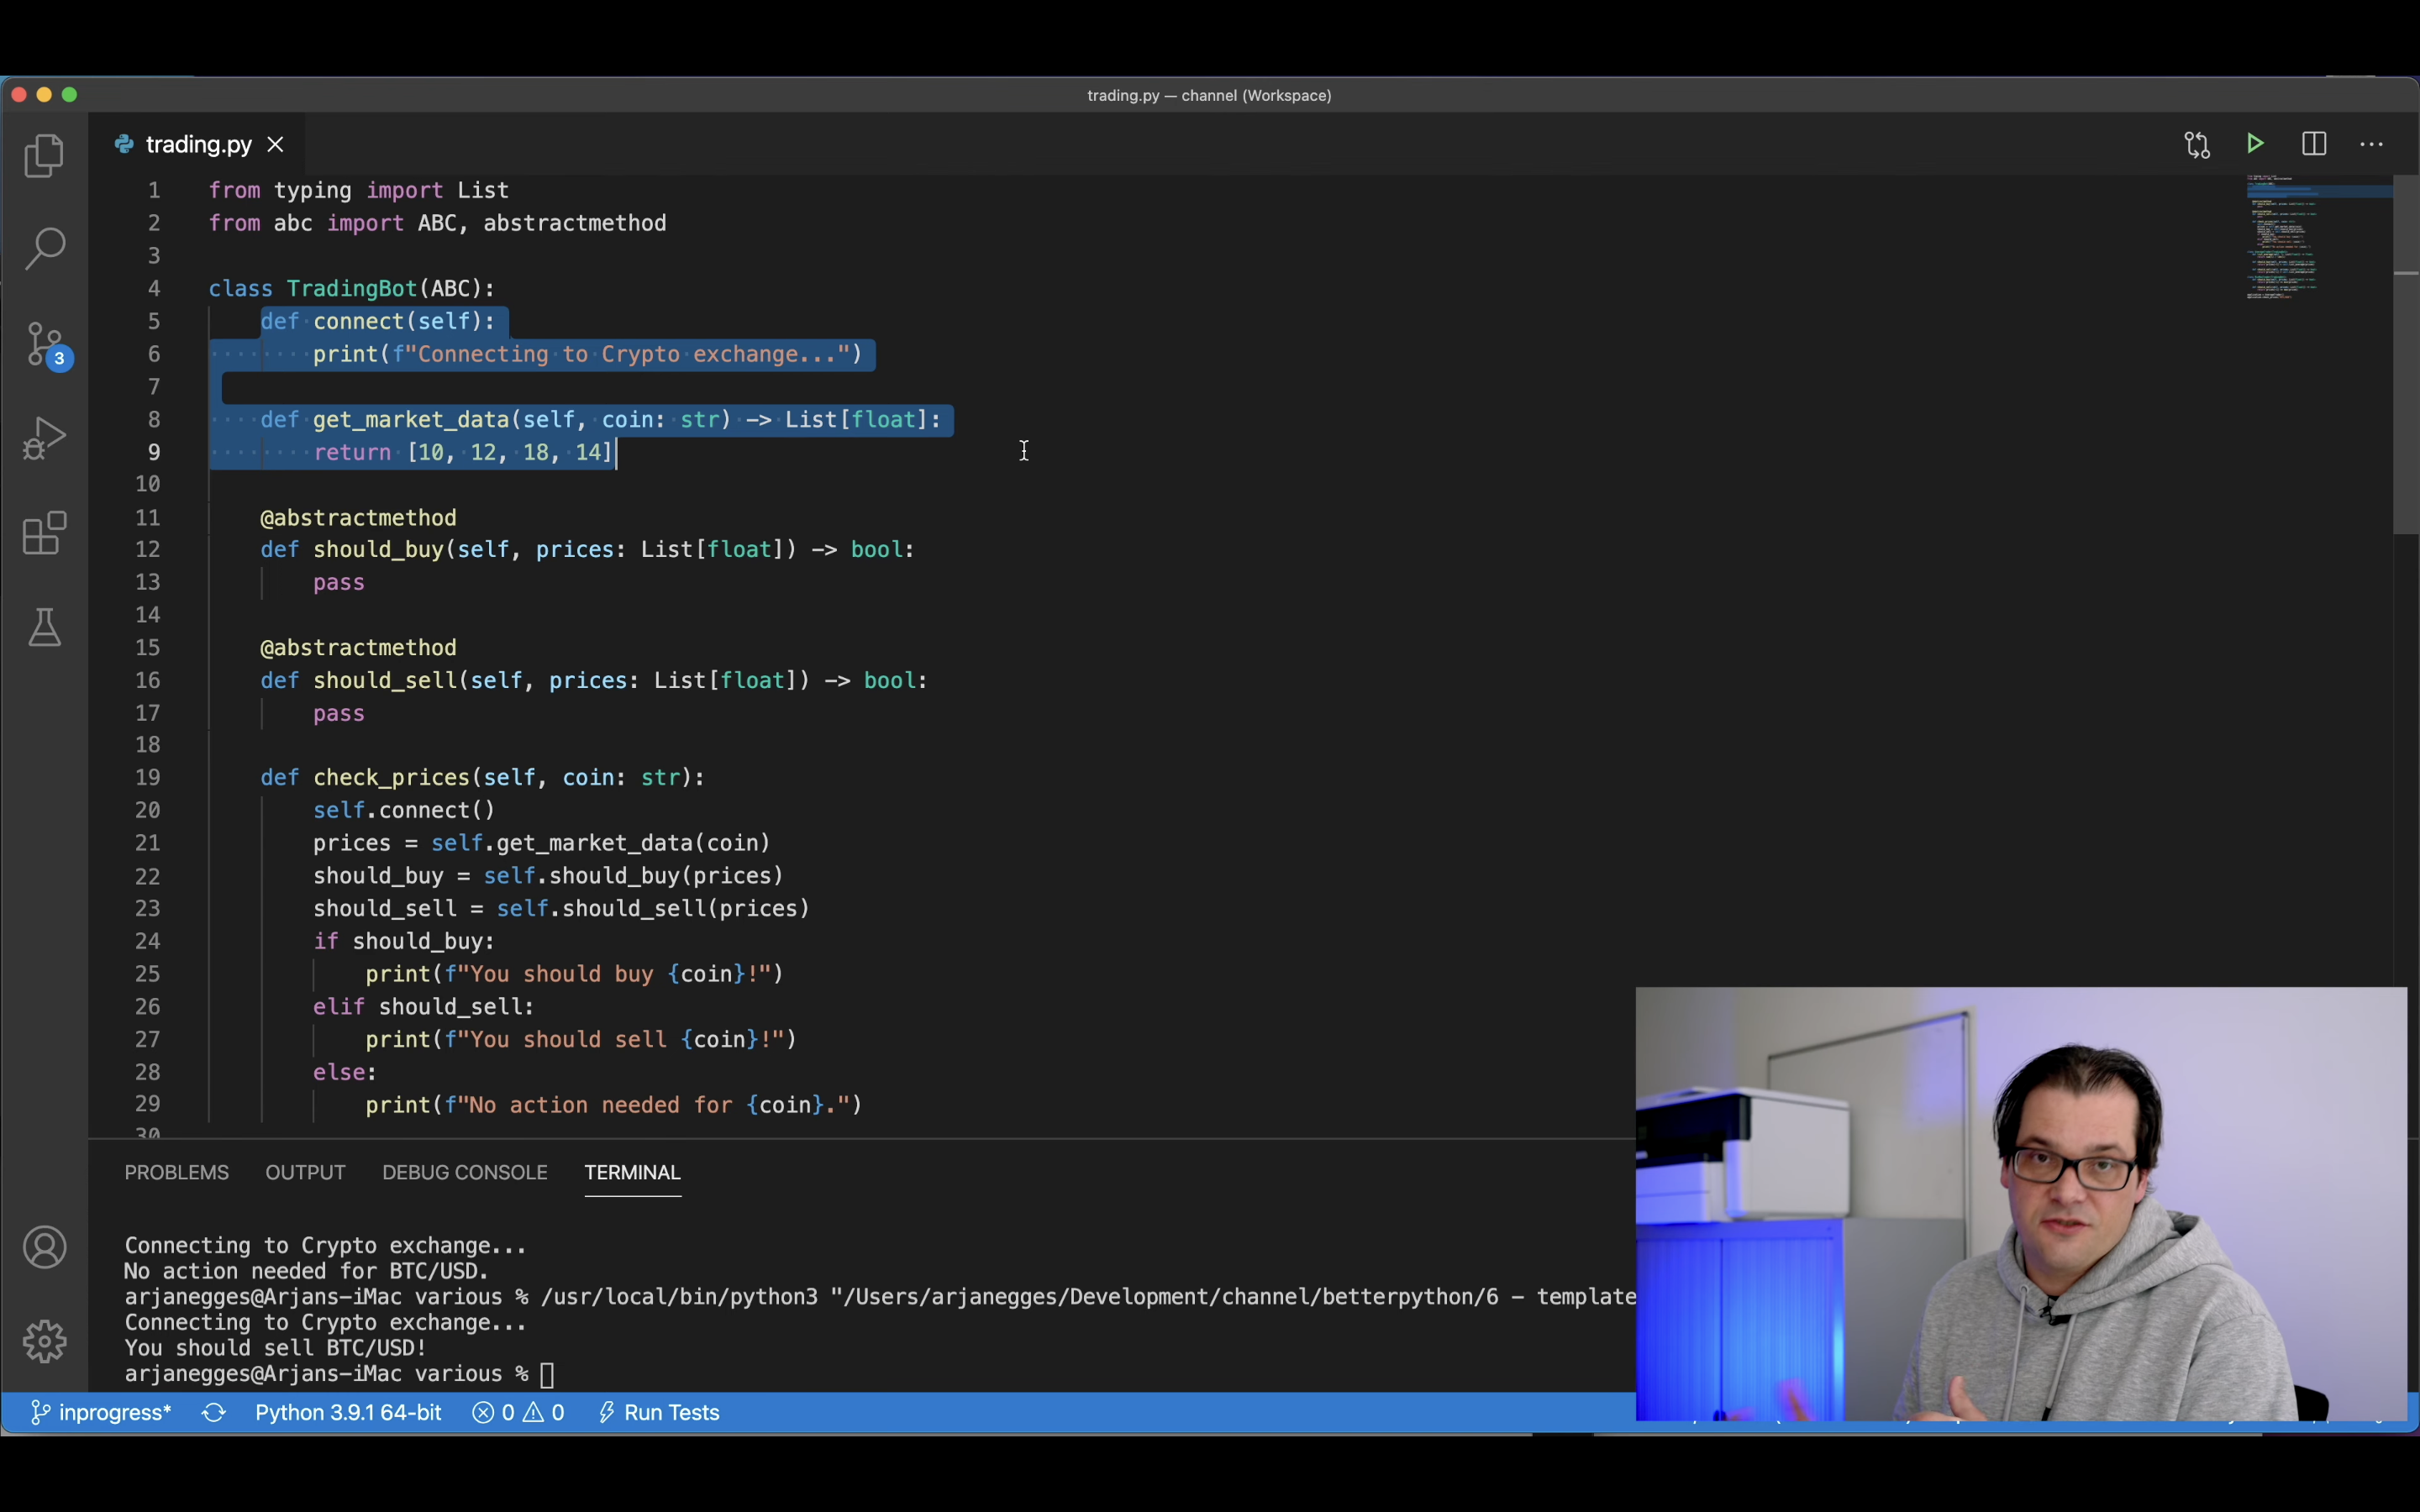 trading.py — channel (Workspace)
trading.py
1 from typing import List
2 from abc import ABC, abstractmethod
3
4 class TradingBot(ABC):
5     def connect(self):
6         print(f"Connecting to Crypto exchange...")
7
8     def get_market_data(self, coin: str) -> List[float]:
9         return [10, 12, 18, 14]
10
11     @abstractmethod
12     def should_buy(self, prices: List[float]) -> bool:
13         pass
14
15     @abstractmethod
16     def should_sell(self, prices: List[float]) -> bool:
17         pass
18
19     def check_prices(self, coin: str):
20         self.connect()
21         prices = self.get_market_data(coin)
22         should_buy = self.should_buy(prices)
23         should_sell = self.should_sell(prices)
24         if should_buy:
25             print(f"You should buy {coin}!")
26         elif should_sell:
27             print(f"You should sell {coin}!")
28         else:
29             print(f"No action needed for {coin}.")
30
3
PROBLEMS OUTPUT DEBUG CONSOLE TERMINAL
Connecting to Crypto exchange...
No action needed for BTC/USD.
arjanegges@Arjans-iMac various % /usr/local/bin/python3 "/Users/arjanegges/Development/channel/betterpython/6 - template
Connecting to Crypto exchange...
You should sell BTC/USD!
arjanegges@Arjans-iMac various %
inprogress* Python 3.9.1 64-bit 0 0 Run Tests